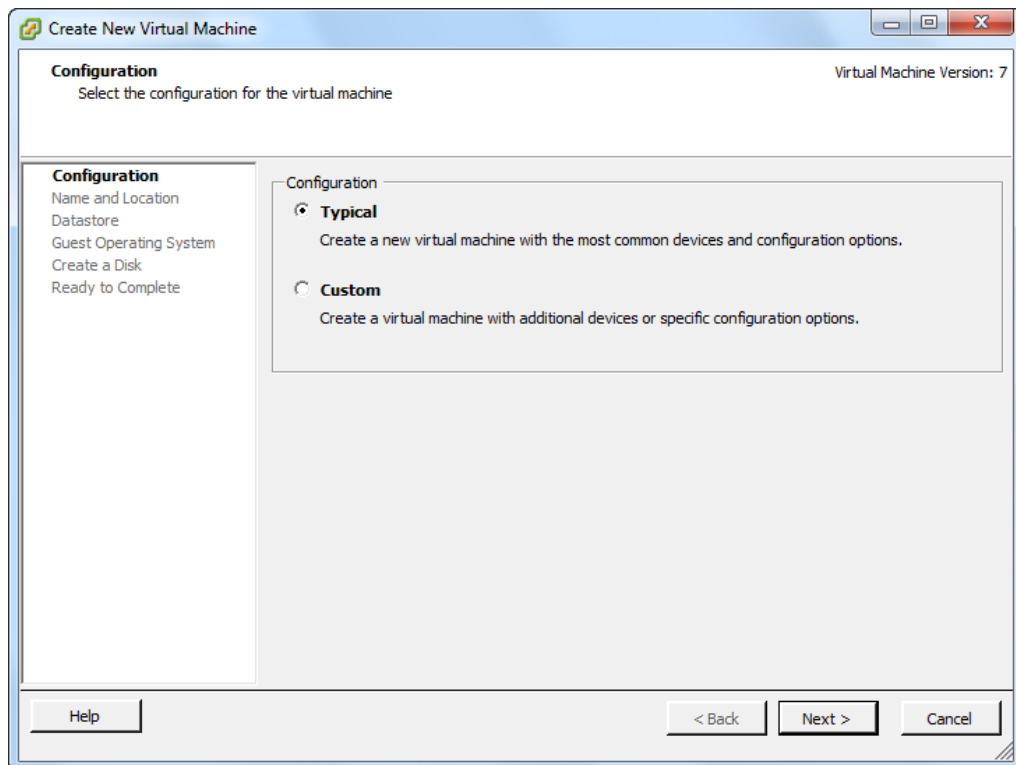 Create New Virtual Machine
Configuration
Virtual Machine Version: 7
Select the configuration for the virtual machine
Configuration
Name and Location
Datastore
Guest Operating System
Create a Disk
Ready to Complete
Configuration
Typical
Create a new virtual machine with the most common devices and configuration options.
Custom
Create a virtual machine with additional devices or specific configuration options.
Help
< Back
Next >
Cancel